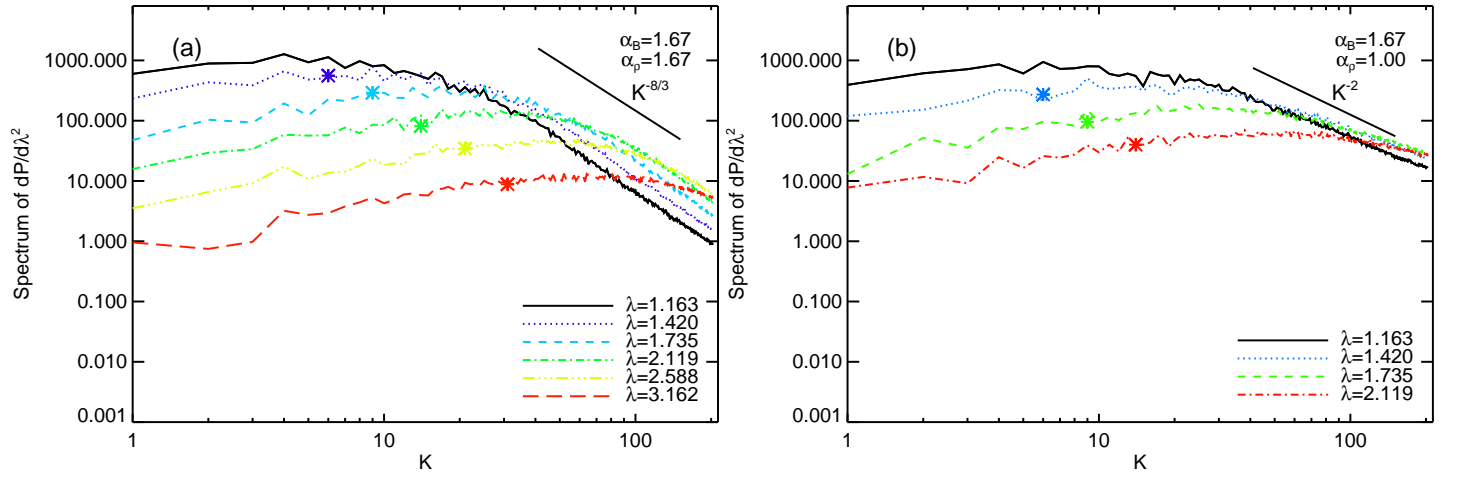 (a)
α_B=1.67
α_ρ=1.67
K^-8/3
Spectrum of dP/dλ²
1000.000
100.000
10.000
1.000
0.100
0.010
0.001
λ=1.163
λ=1.420
λ=1.735
λ=2.119
λ=2.588
λ=3.162
1
10
100
K
(b)
α_B=1.67
α_ρ=1.00
K^-2
Spectrum of dP/dλ²
1000.000
100.000
10.000
1.000
0.100
0.010
0.001
λ=1.163
λ=1.420
λ=1.735
λ=2.119
1
10
100
K